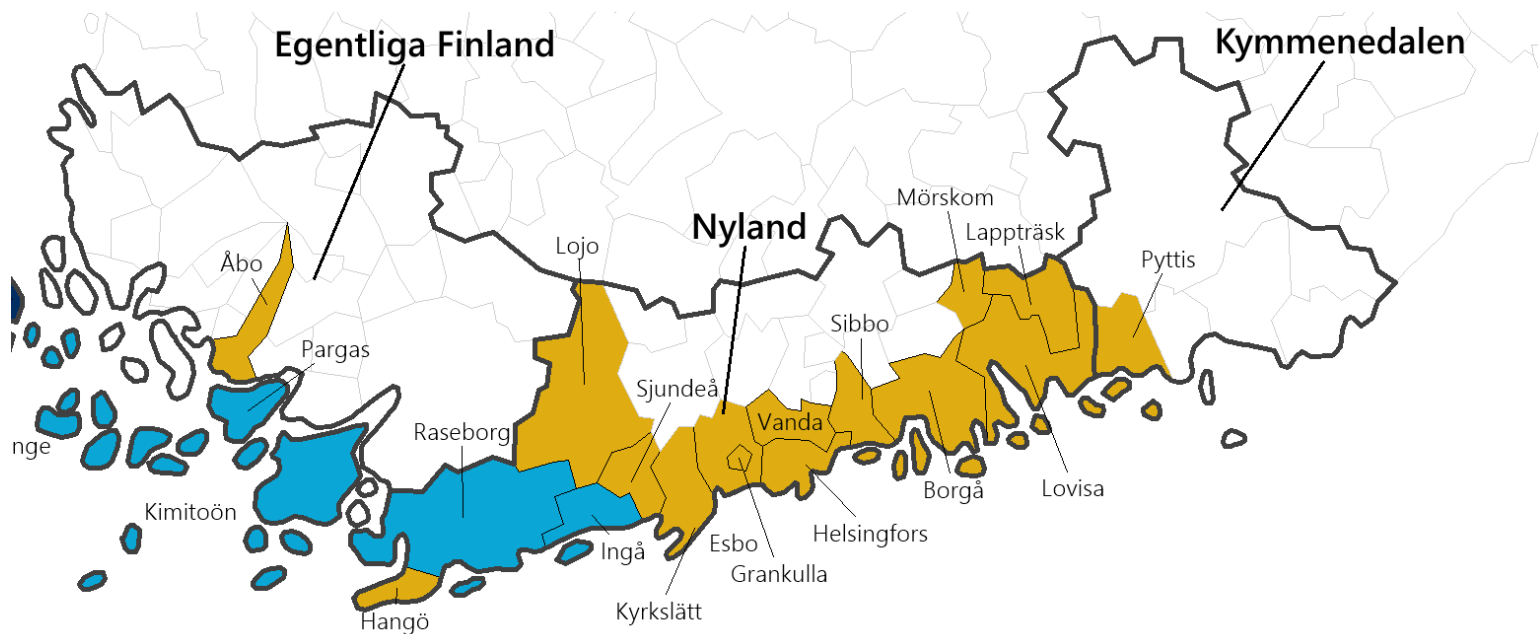 Egentliga Finland
Kymmenedalen
Nyland
Mörskom
Lappträsk
Lojo
Åbo
Pyttis
Sibbo
Pargas
Sjundeå
Vanda
Raseborg
nge
Kimitoön
Borgå
Lovisa
Helsingfors
Esbo
Ingå
Grankulla
Kyrkslätt
Hangö